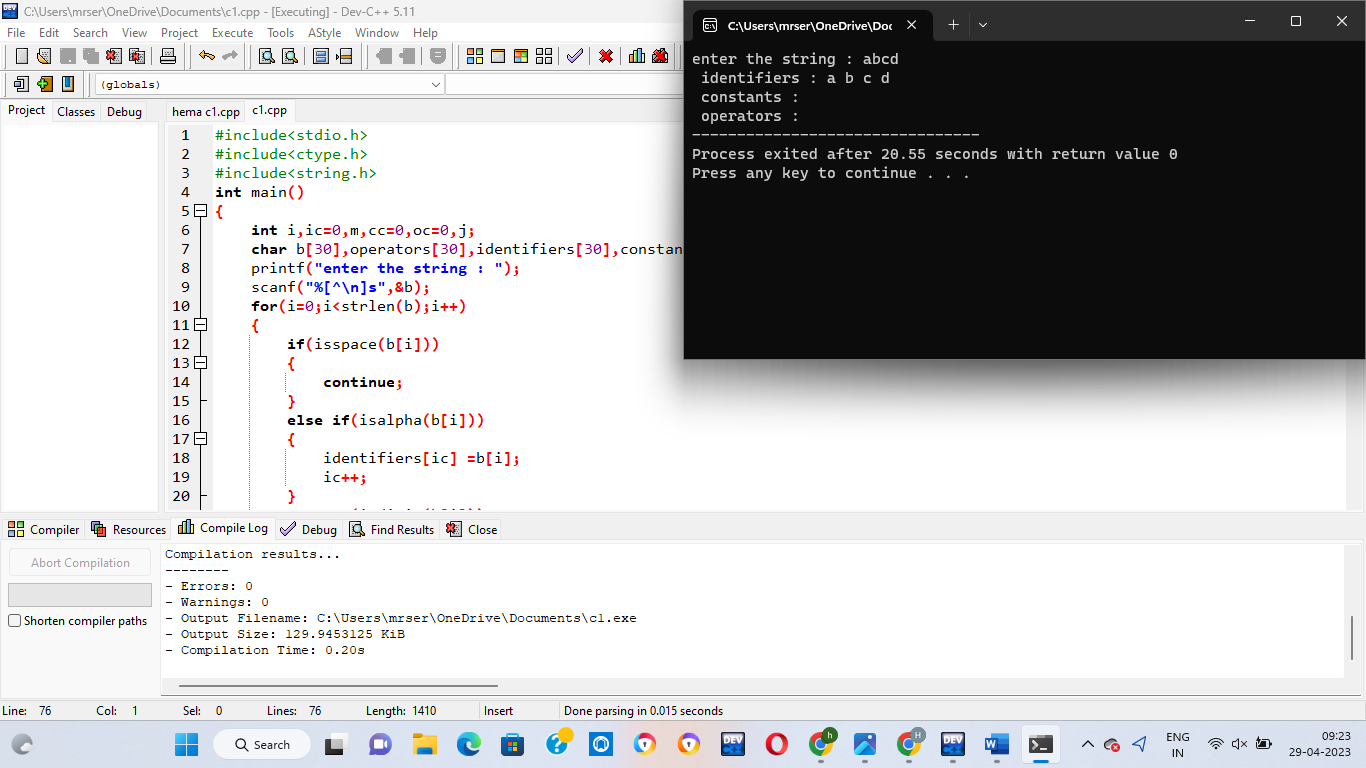 C:\Users\mrser\OneDrive\Documents\c1.cpp - [Executing] - Dev-C++ 5.11
File Edit Search View Project Execute Tools AStyle Window Help
(globals)
Project Classes Debug
hema c1.cpp c1.cpp
1 #include<stdio.h>
2 #include<ctype.h>
3 #include<string.h>
4 int main()
5 {
6 int i,ic=0,m,cc=0,oc=0,j;
7 char b[30],operators[30],identifiers[30],constan
8 printf("enter the string : ");
9 scanf("%[^\n]s",&b);
10 for(i=0;i<strlen(b);i++)
11 {
12 if(isspace(b[i]))
13 {
14 continue;
15 }
16 else if(isalpha(b[i]))
17 {
18 identifiers[ic] =b[i];
19 ic++;
20 }
C:\Users\mrser\OneDrive\Doc
enter the string : abcd
identifiers : a b c d
constants :
operators :
--------------------------------
Process exited after 20.55 seconds with return value 0
Press any key to continue . . .
Compiler Resources Compile Log Debug Find Results Close
Abort Compilation
Shorten compiler paths
Compilation results...
--------
- Errors: 0
- Warnings: 0
- Output Filename: C:\Users\mrser\OneDrive\Documents\c1.exe
- Output Size: 129.9453125 KiB
- Compilation Time: 0.20s
Line: 76 Col: 1 Sel: 0 Lines: 76 Length: 1410 Insert Done parsing in 0.015 seconds
Search
ENG
IN
09:23
29-04-2023